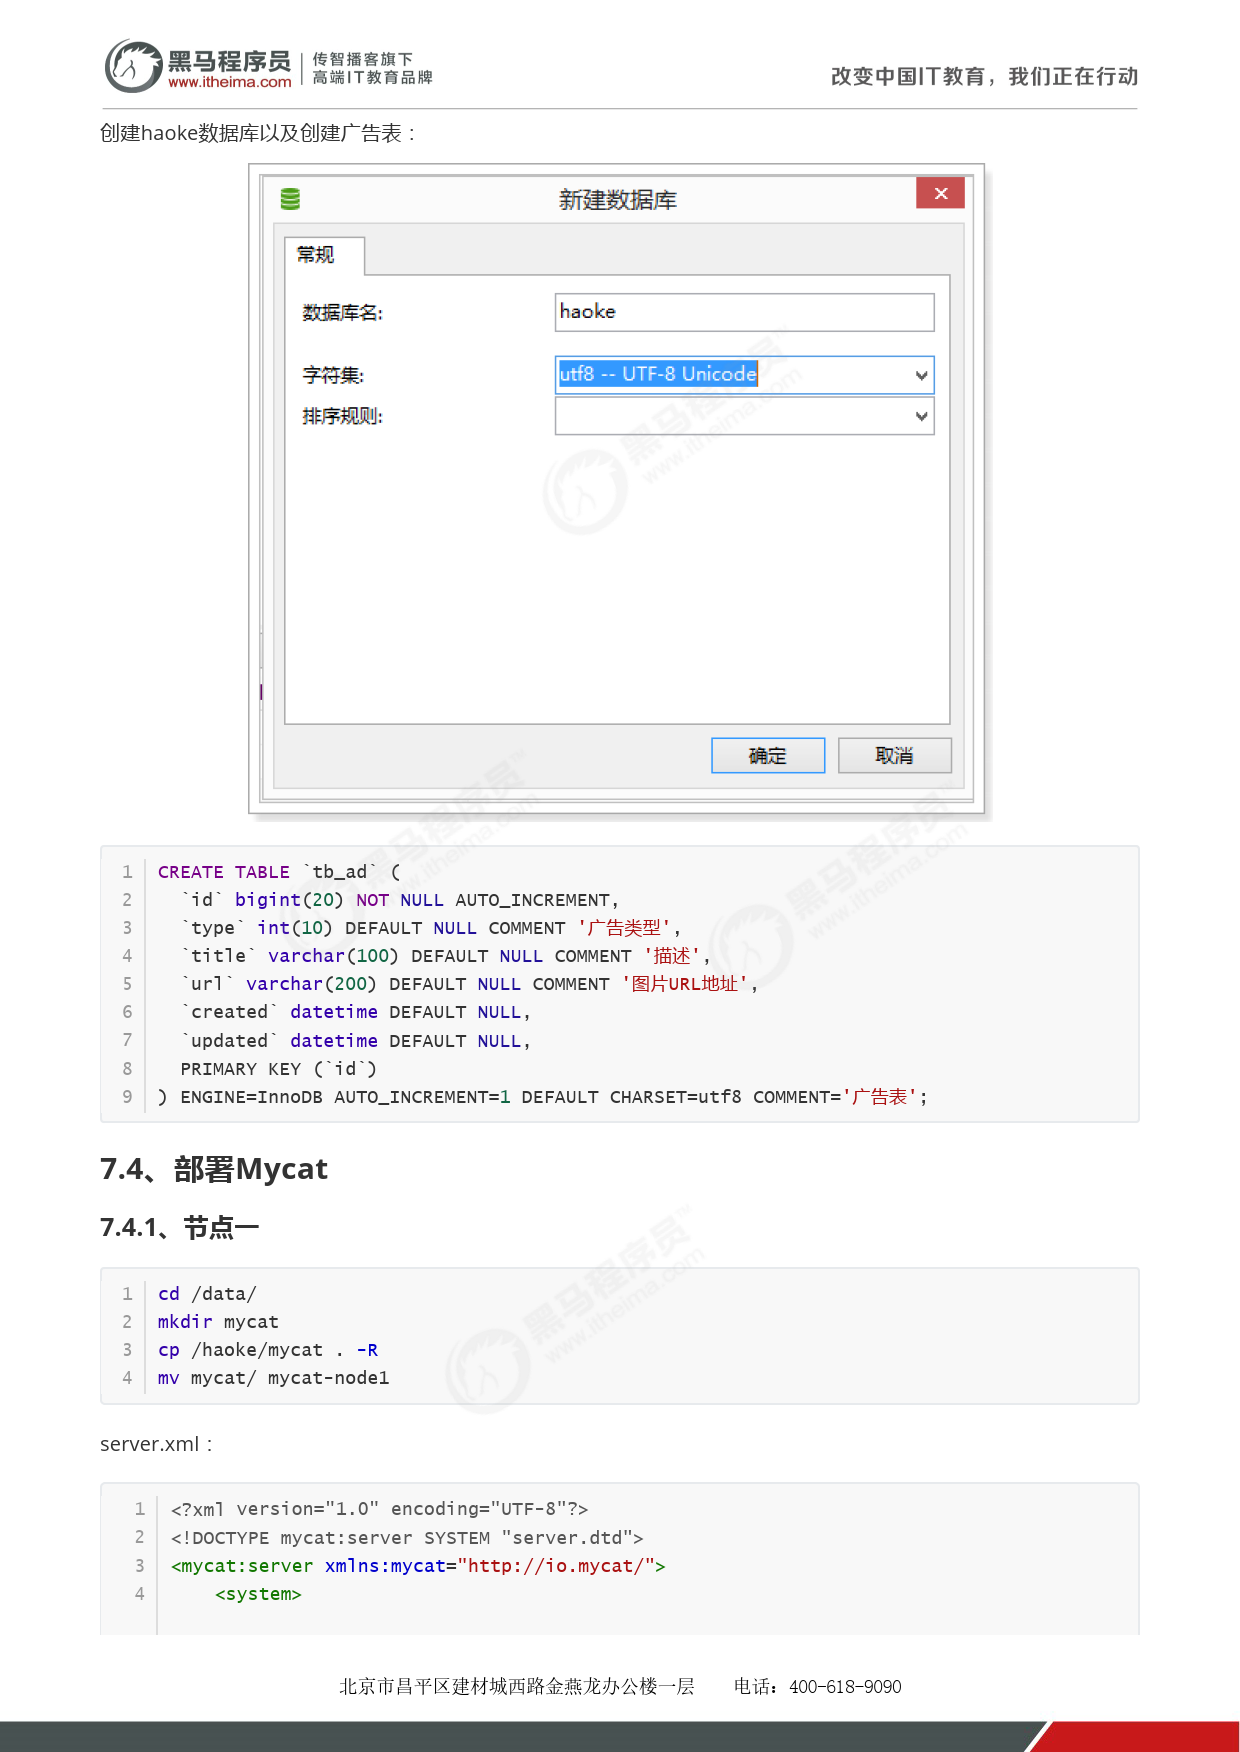 黑马程序员
www.itheima.com
传智播客旗下
高端IT教育品牌
改变中国IT教育，我们正在行动
创建haoke数据库以及创建广告表：
新建数据库
常规
数据库名:
haoke
字符集:
utf8 -- UTF-8 Unicode
排序规则:
确定
取消
1 CREATE TABLE `tb_ad` (
2   `id` bigint(20) NOT NULL AUTO_INCREMENT,
3   `type` int(10) DEFAULT NULL COMMENT '广告类型',
4   `title` varchar(100) DEFAULT NULL COMMENT '描述',
5   `url` varchar(200) DEFAULT NULL COMMENT '图片URL地址',
6   `created` datetime DEFAULT NULL,
7   `updated` datetime DEFAULT NULL,
8   PRIMARY KEY (`id`)
9 ) ENGINE=InnoDB AUTO_INCREMENT=1 DEFAULT CHARSET=utf8 COMMENT='广告表';
7.4、部署Mycat
7.4.1、节点一
1 cd /data/
2 mkdir mycat
3 cp /haoke/mycat . -R
4 mv mycat/ mycat-node1
server.xml：
1 <?xml version="1.0" encoding="UTF-8"?>
2 <!DOCTYPE mycat:server SYSTEM "server.dtd">
3 <mycat:server xmlns:mycat="http://io.mycat/">
4     <system>
北京市昌平区建材城西路金燕龙办公楼一层 电话：400-618-9090